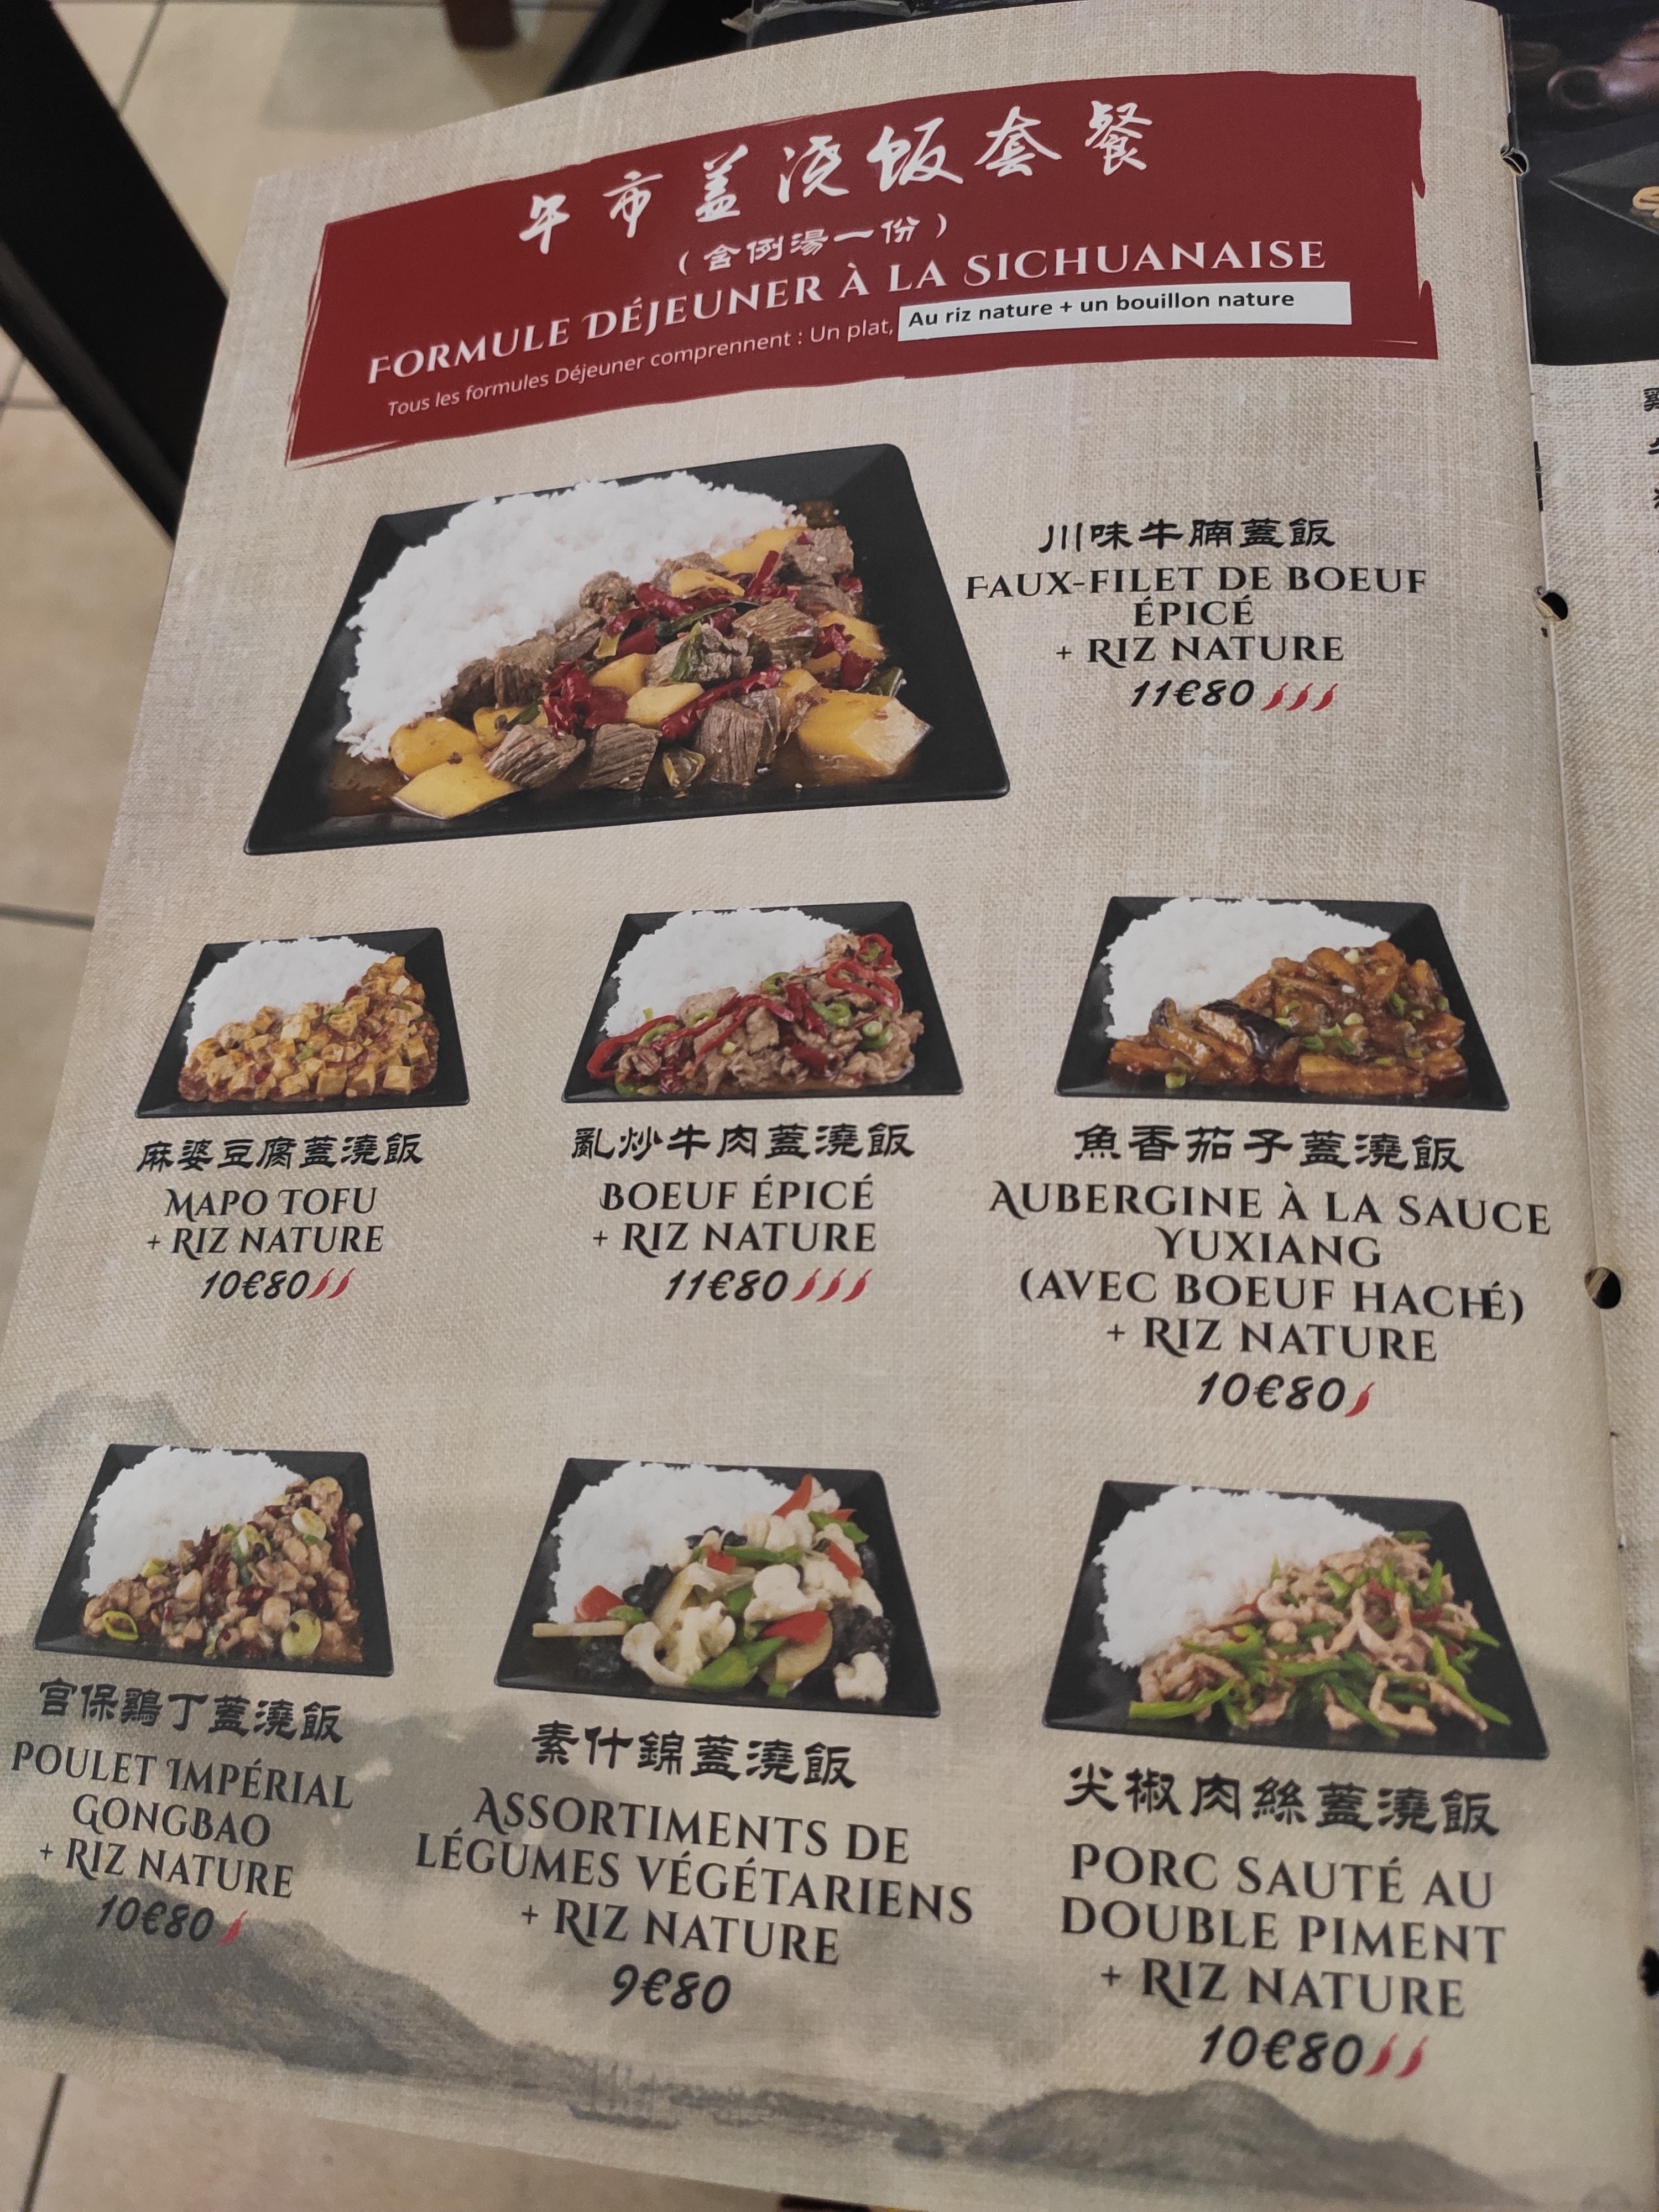 午市盖浇饭套餐
(含例湯一份)
FORMULE DÉJEUNER À LA SICHUANAISE
Tous les formules Déjeuner comprennent : Un plat, Au riz nature + un bouillon nature
川味牛腩蓋飯
FAUX-FILET DE BOEUF
ÉPICÉ
+ RIZ NATURE
11€80
麻婆豆腐蓋澆飯
MAPO TOFU
+ RIZ NATURE
10€80
亂炒牛肉蓋澆飯
BOEUF ÉPICÉ
+ RIZ NATURE
11€80
魚香茄子蓋澆飯
AUBERGINE À LA SAUCE
YUXIANG
(AVEC BOEUF HACHÉ)
+ RIZ NATURE
10€80
宫保鷄丁蓋澆飯
POULET IMPÉRIAL
GONGBAO
+ RIZ NATURE
10€80
素什錦蓋澆飯
ASSORTIMENTS DE
LÉGUMES VÉGÉTARIENS
+ RIZ NATURE
9€80
尖椒肉絲蓋澆飯
PORC SAUTÉ AU
DOUBLE PIMENT
+ RIZ NATURE
10€80